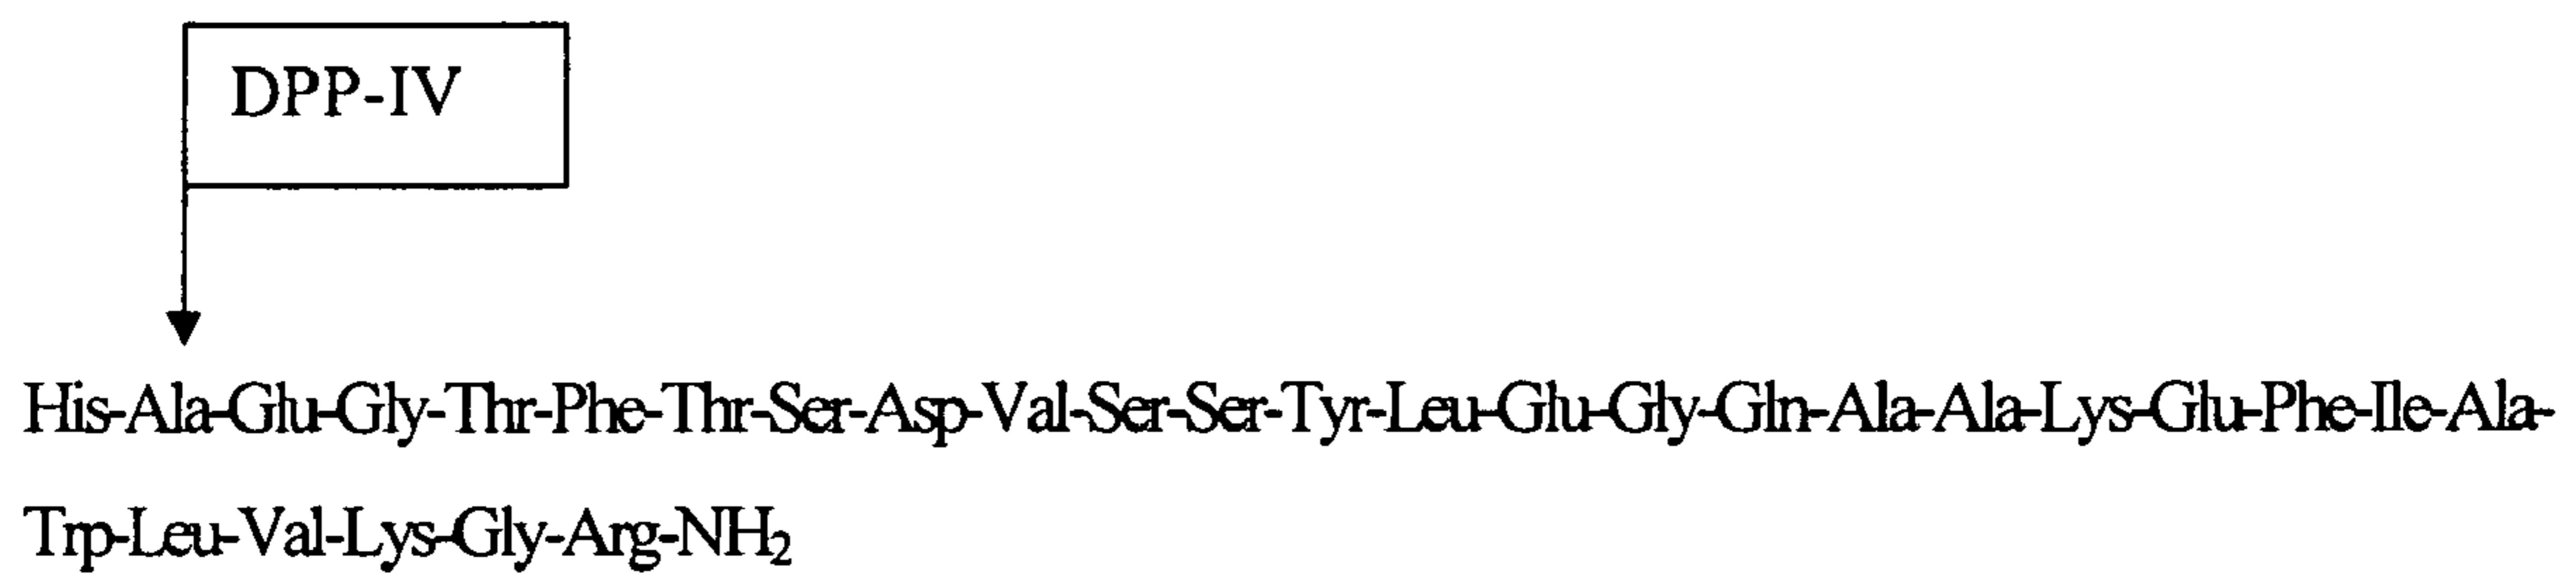 DPP-IV
His-Ala-Glu-Gly-Thr-Phe-Thr-Ser-Asp-Val-Ser-Ser-Tyr-Leu-Glu-Gly-Gln-Ala-Ala-Lys-Glu-Phe-Ile-Ala-
Trp-Leu-Val-Lys-Gly-Arg-NH₂